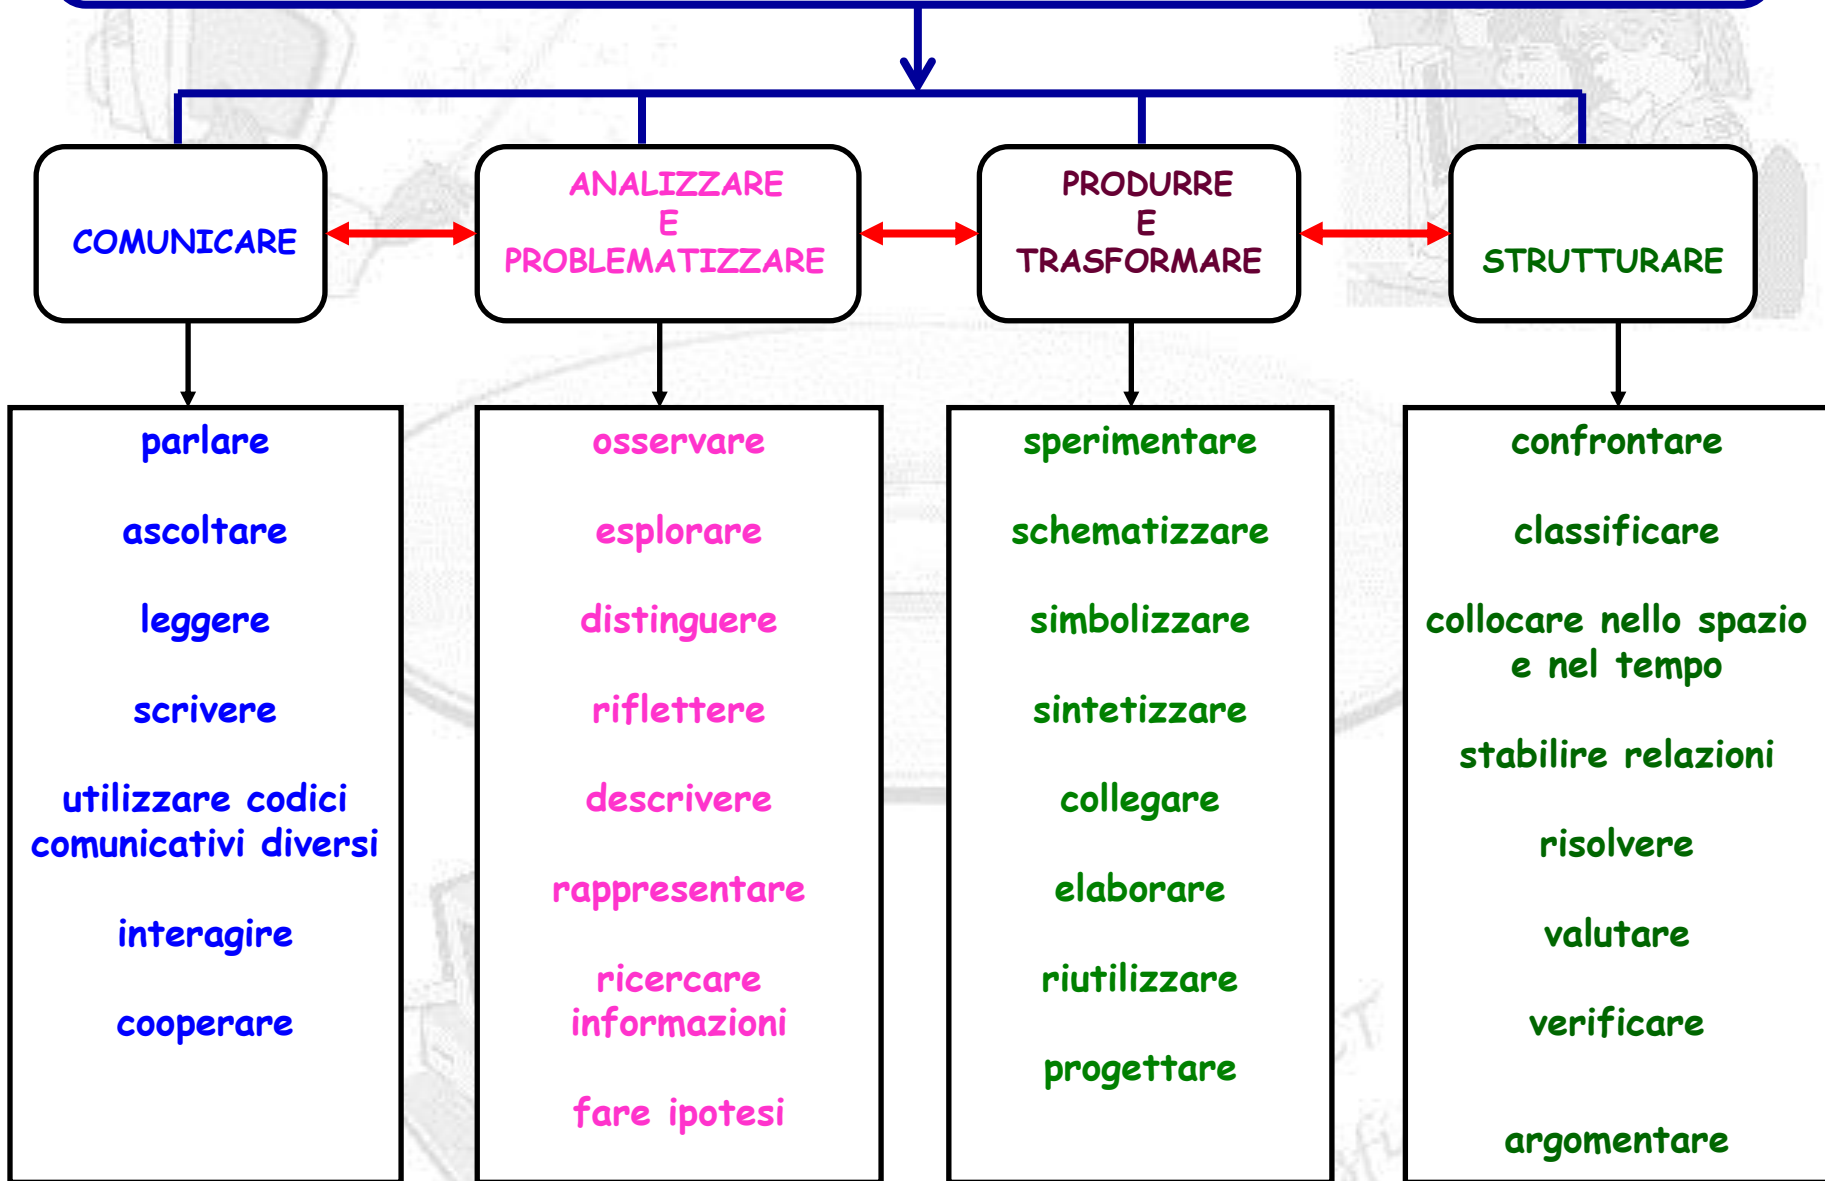 COMUNICARE
ANALIZZARE
E
PROBLEMATIZZARE
PRODURRE
E
TRASFORMARE
STRUTTURARE
parlare
ascoltare
leggere
scrivere
utilizzare codici
comunicativi diversi
interagire
cooperare
osservare
esplorare
distinguere
riflettere
descrivere
rappresentare
ricercare
informazioni
fare ipotesi
sperimentare
schematizzare
simbolizzare
sintetizzare
collegare
elaborare
riutilizzare
progettare
confrontare
classificare
collocare nello spazio
e nel tempo
stabilire relazioni
risolvere
valutare
verificare
argomentare